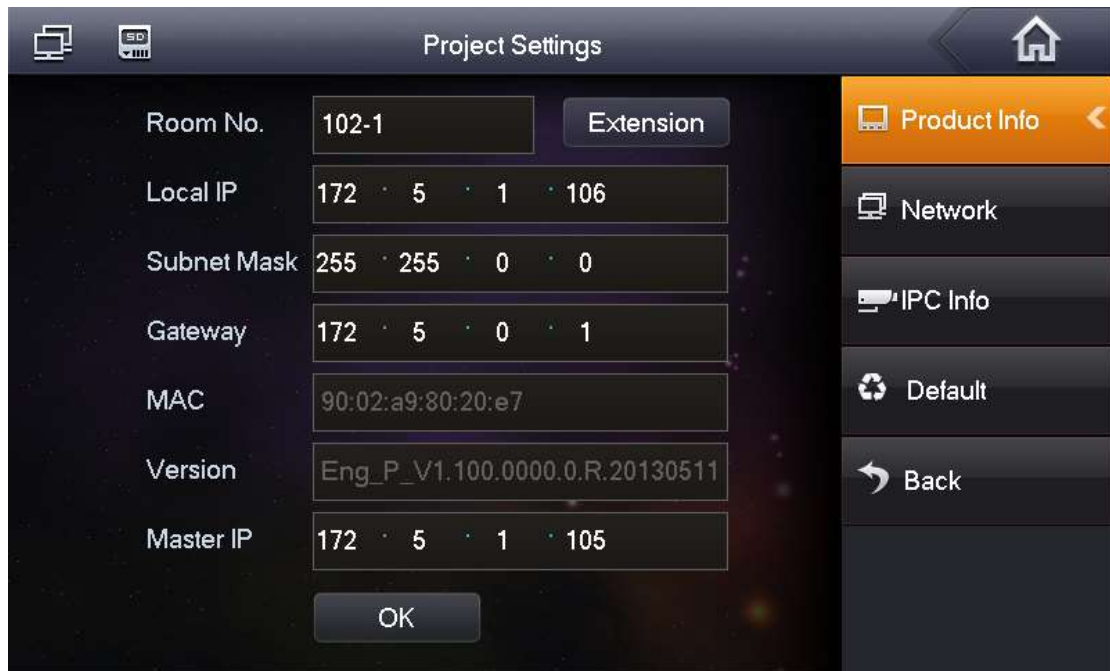 SD
Project Settings
Room No. 102-1 Extension
Product Info
Local IP 172 · 5 · 1 · 106
Network
Subnet Mask 255 · 255 · 0 · 0
IPC Info
Gateway 172 · 5 · 0 · 1
MAC 90:02:a9:80:20:e7
Default
Version Eng_P_V1.100.0000.0.R.20130511
Back
Master IP 172 · 5 · 1 · 105
OK